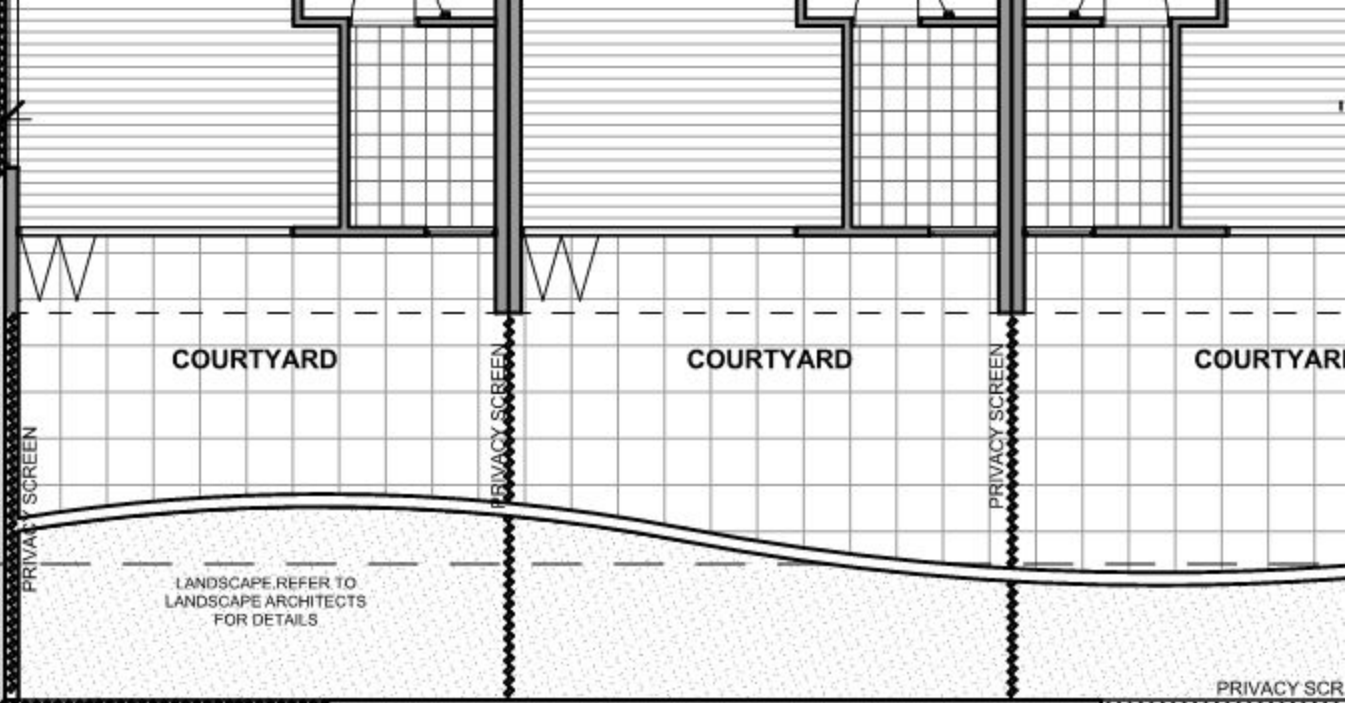 COURTYARD
COURTYARD
COURTYAR
PRIVACY SCREEN
PRIVACY SCREEN
PRIVACY SCREEN
LANDSCAPE.REFER TO
LANDSCAPE ARCHITECTS
FOR DETAILS
PRIVACY SCR